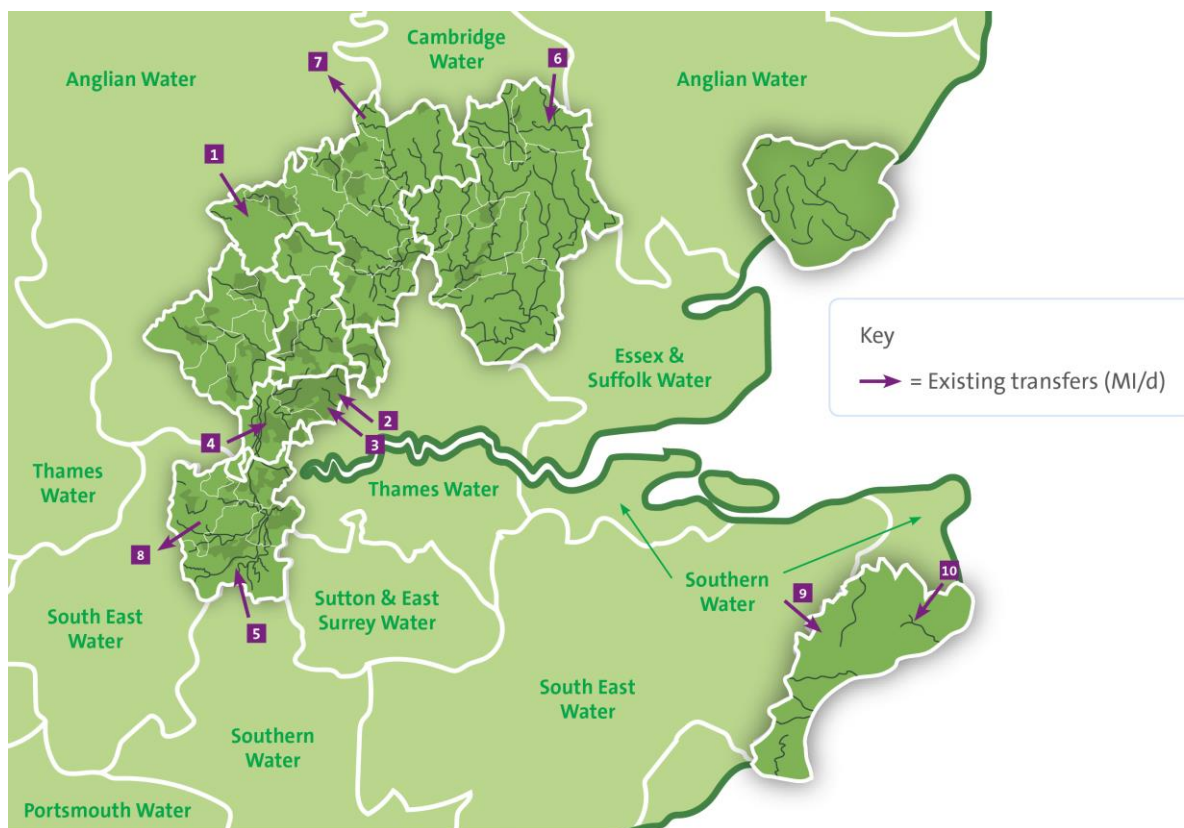 Cambridge
Water
7
6
Anglian Water
Anglian Water
1
Essex &
Suffolk Water
Key
= Existing transfers (Ml/d)
2
3
4
Thames
Water
Thames Water
8
Southern
Water
9
10
South East
Water
5
Sutton & East
Surrey Water
South East
Water
Southern
Water
Portsmouth Water